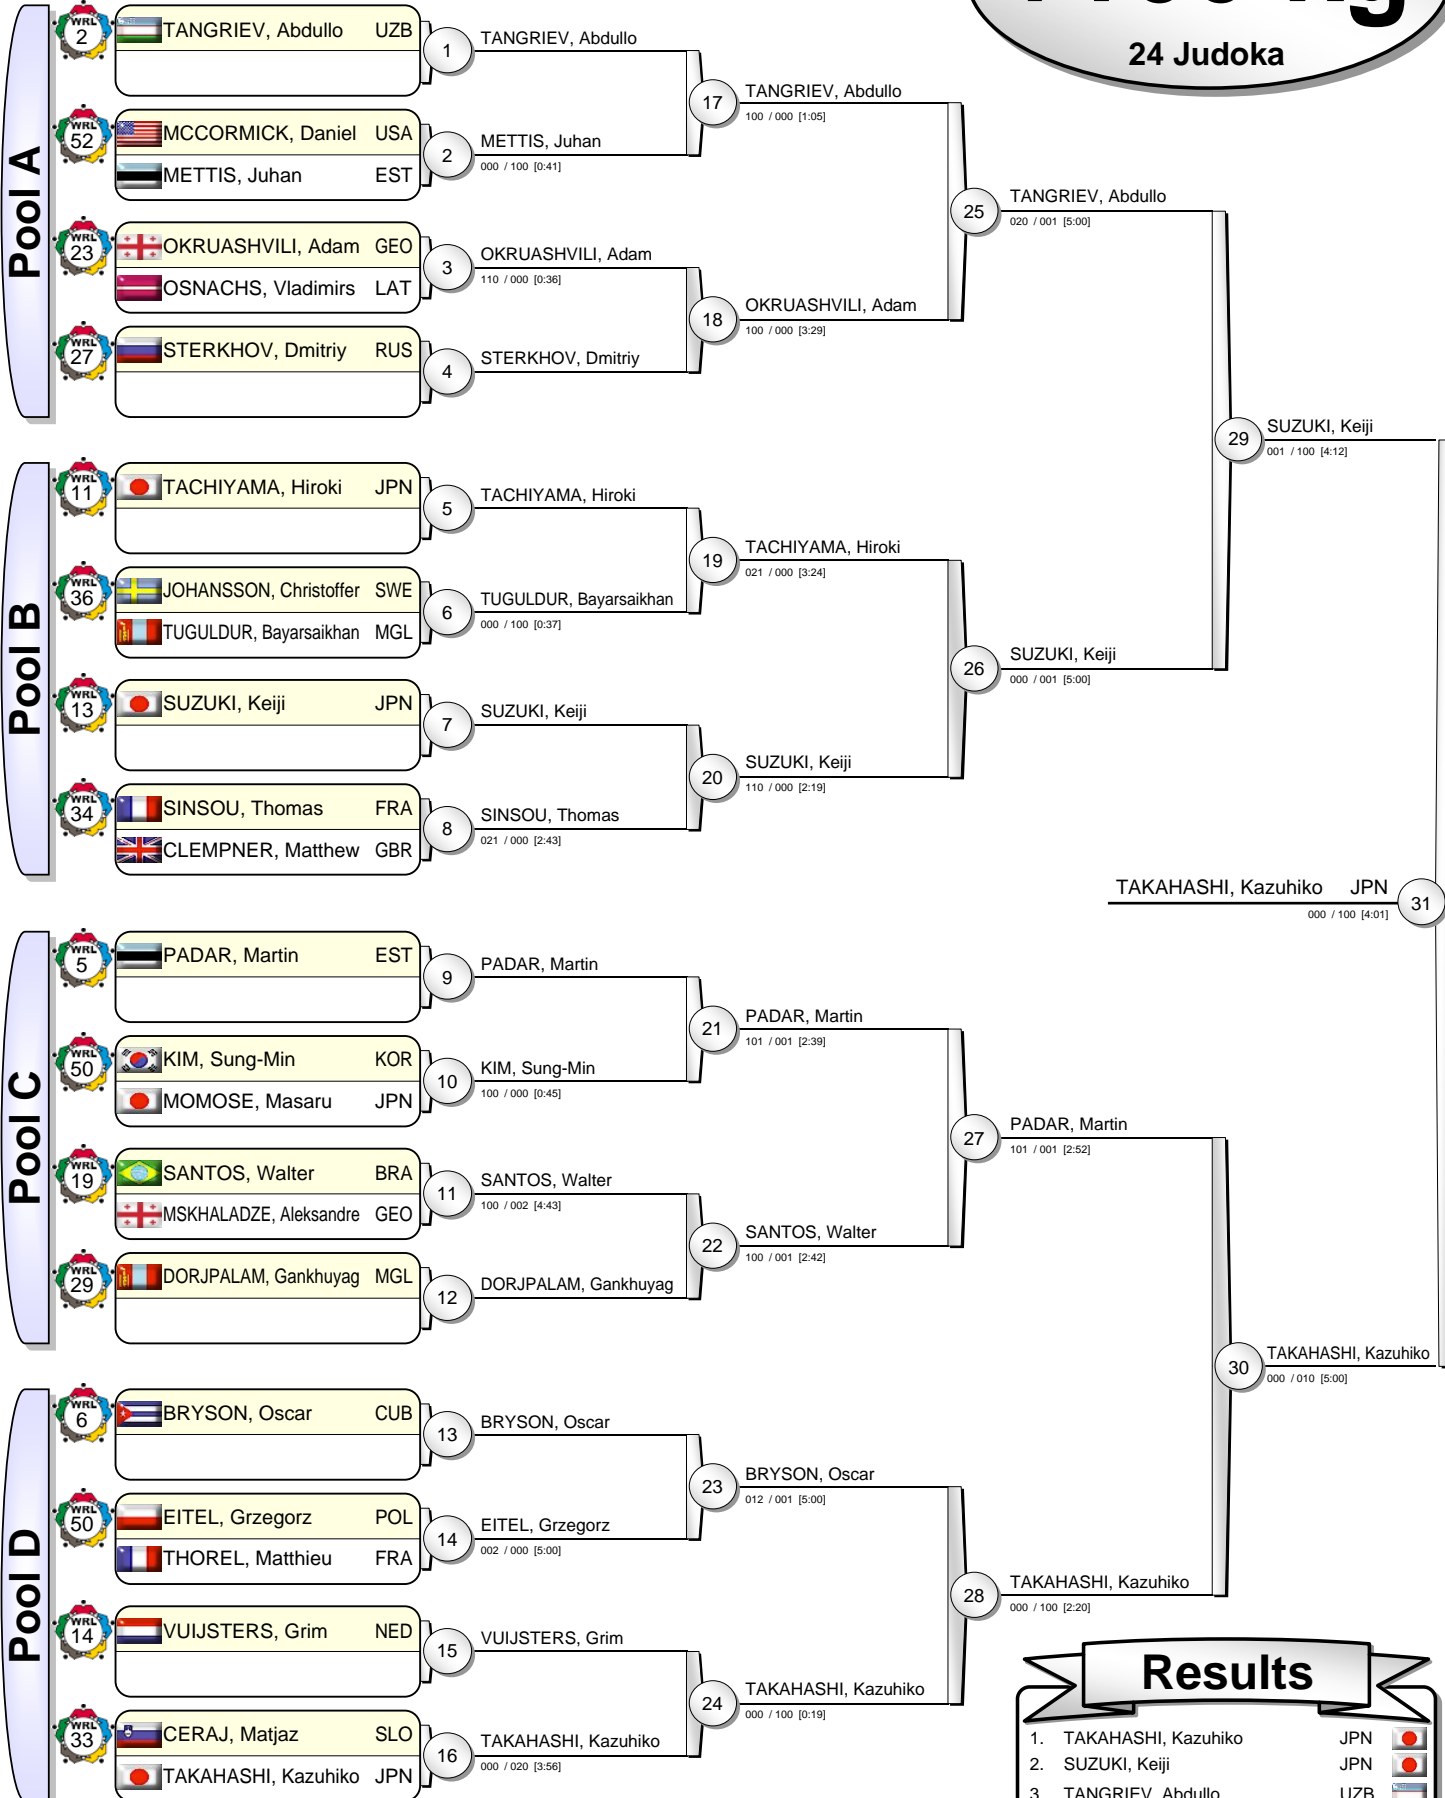 24 Judoka
Pool A
WRL 2
TANGRIEV, Abdullo UZB
1
WRL 52
MCCORMICK, Daniel USA
METTIS, Juhan EST
2
WRL 23
OKRUASHVILI, Adam GEO
OSNACHS, Vladimirs LAT
3
WRL 27
STERKHOV, Dmitriy RUS
4
TANGRIEV, Abdullo
METTIS, Juhan
000 / 100 [0:41]
17
OKRUASHVILI, Adam
110 / 000 [0:36]
STERKHOV, Dmitriy
18
TANGRIEV, Abdullo
100 / 000 [1:05]
OKRUASHVILI, Adam
100 / 000 [3:29]
25
TANGRIEV, Abdullo
020 / 001 [5:00]
Pool B
WRL 11
TACHIYAMA, Hiroki JPN
5
WRL 36
JOHANSSON, Christoffer SWE
TUGULDUR, Bayarsaikhan MGL
6
WRL 13
SUZUKI, Keiji JPN
7
WRL 34
SINSOU, Thomas FRA
CLEMPNER, Matthew GBR
8
TACHIYAMA, Hiroki
TUGULDUR, Bayarsaikhan
000 / 100 [0:37]
19
SUZUKI, Keiji
SINSOU, Thomas
021 / 000 [2:43]
20
TACHIYAMA, Hiroki
021 / 000 [3:24]
SUZUKI, Keiji
110 / 000 [2:19]
26
SUZUKI, Keiji
000 / 001 [5:00]
29
SUZUKI, Keiji
001 / 100 [4:12]
TAKAHASHI, Kazuhiko JPN
000 / 100 [4:01]
31
Pool C
WRL 5
PADAR, Martin EST
9
WRL 50
KIM, Sung-Min KOR
MOMOSE, Masaru JPN
10
WRL 19
SANTOS, Walter BRA
MSKHALADZE, Aleksandre GEO
11
WRL 29
DORJPALAM, Gankhuyag MGL
12
PADAR, Martin
KIM, Sung-Min
100 / 000 [0:45]
21
SANTOS, Walter
100 / 002 [4:43]
DORJPALAM, Gankhuyag
22
PADAR, Martin
101 / 001 [2:39]
SANTOS, Walter
100 / 001 [2:42]
27
PADAR, Martin
101 / 001 [2:52]
Pool D
WRL 6
BRYSON, Oscar CUB
13
WRL 50
EITEL, Grzegorz POL
THOREL, Matthieu FRA
14
WRL 14
VUIJSTERS, Grim NED
15
WRL 33
CERAJ, Matjaz SLO
TAKAHASHI, Kazuhiko JPN
16
BRYSON, Oscar
EITEL, Grzegorz
002 / 000 [5:00]
23
VUIJSTERS, Grim
TAKAHASHI, Kazuhiko
000 / 020 [3:56]
24
BRYSON, Oscar
012 / 001 [5:00]
TAKAHASHI, Kazuhiko
000 / 100 [0:19]
28
TAKAHASHI, Kazuhiko
000 / 100 [2:20]
30
TAKAHASHI, Kazuhiko
000 / 010 [5:00]
Results
1. TAKAHASHI, Kazuhiko JPN
2. SUZUKI, Keiji JPN
3. TANGRIEV, Abdullo UZB